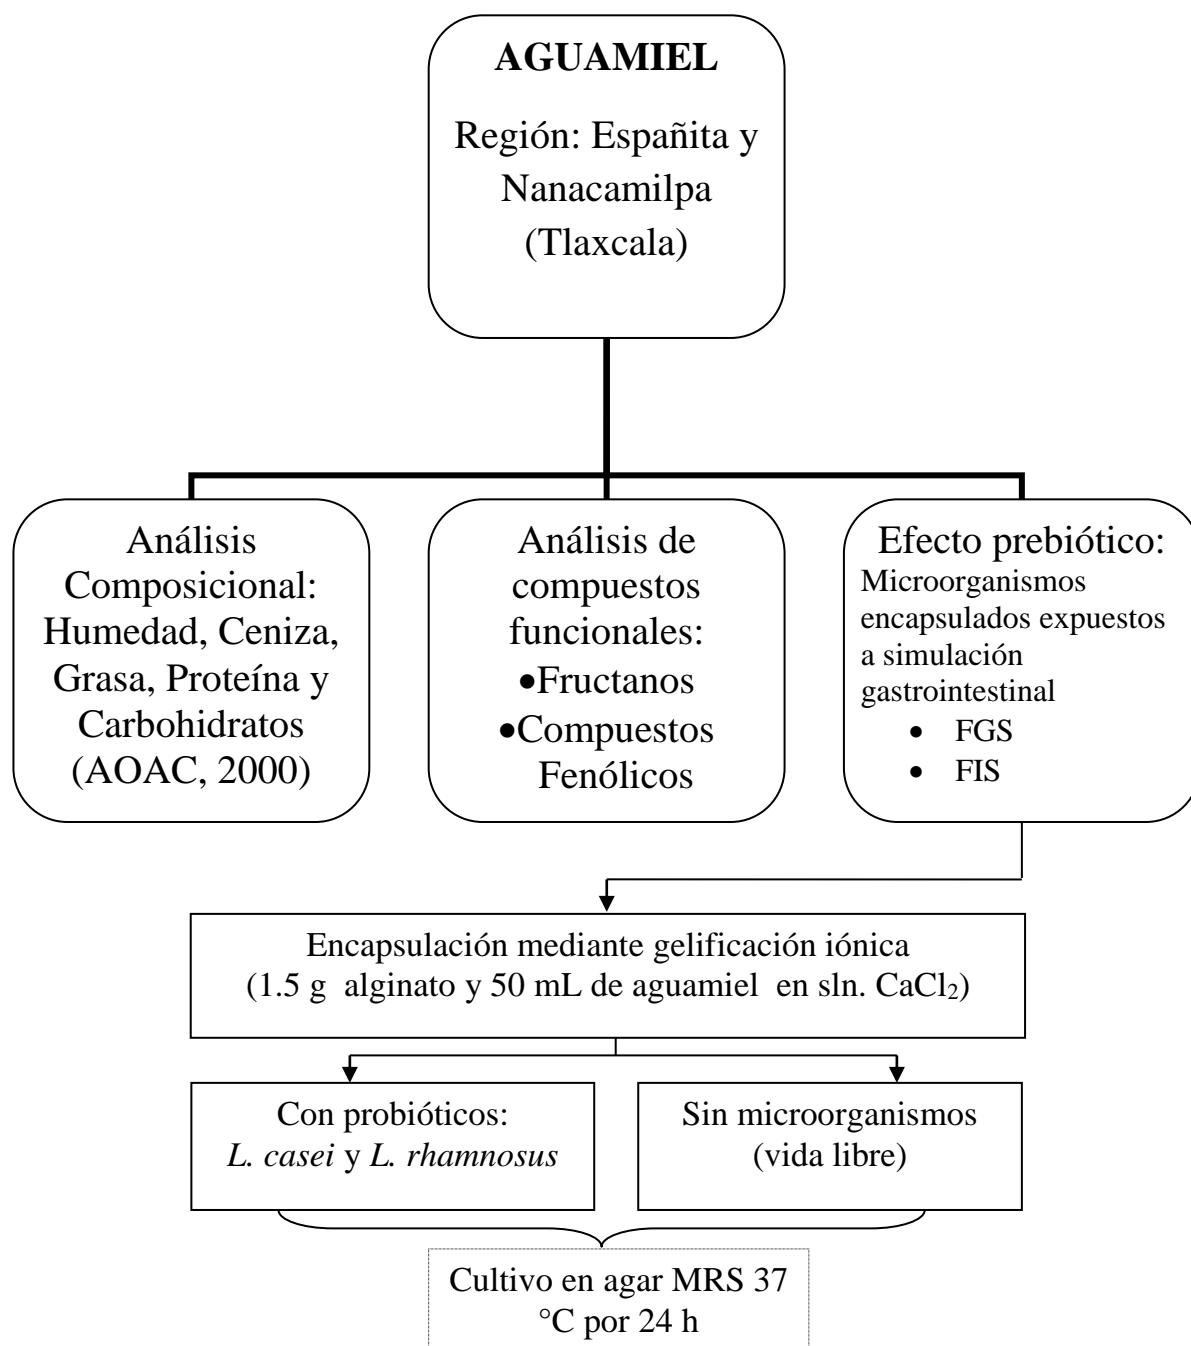 AGUAMIEL
Región: Españita y
Nanacamilpa
(Tlaxcala)
Análisis
Composicional:
Humedad, Ceniza,
Grasa, Proteína y
Carbohidratos
(AOAC, 2000)
Análisis de
compuestos
funcionales:
•Fructanos
•Compuestos
Fenólicos
Efecto prebiótico:
Microorganismos
encapsulados expuestos
a simulación
gastrointestinal
• FGS
• FIS
Encapsulación mediante gelificación iónica
(1.5 g alginato y 50 mL de aguamiel en sln. CaCl₂)
Con probióticos:
L. casei y L. rhamnosus
Sin microorganismos
(vida libre)
Cultivo en agar MRS 37
°C por 24 h